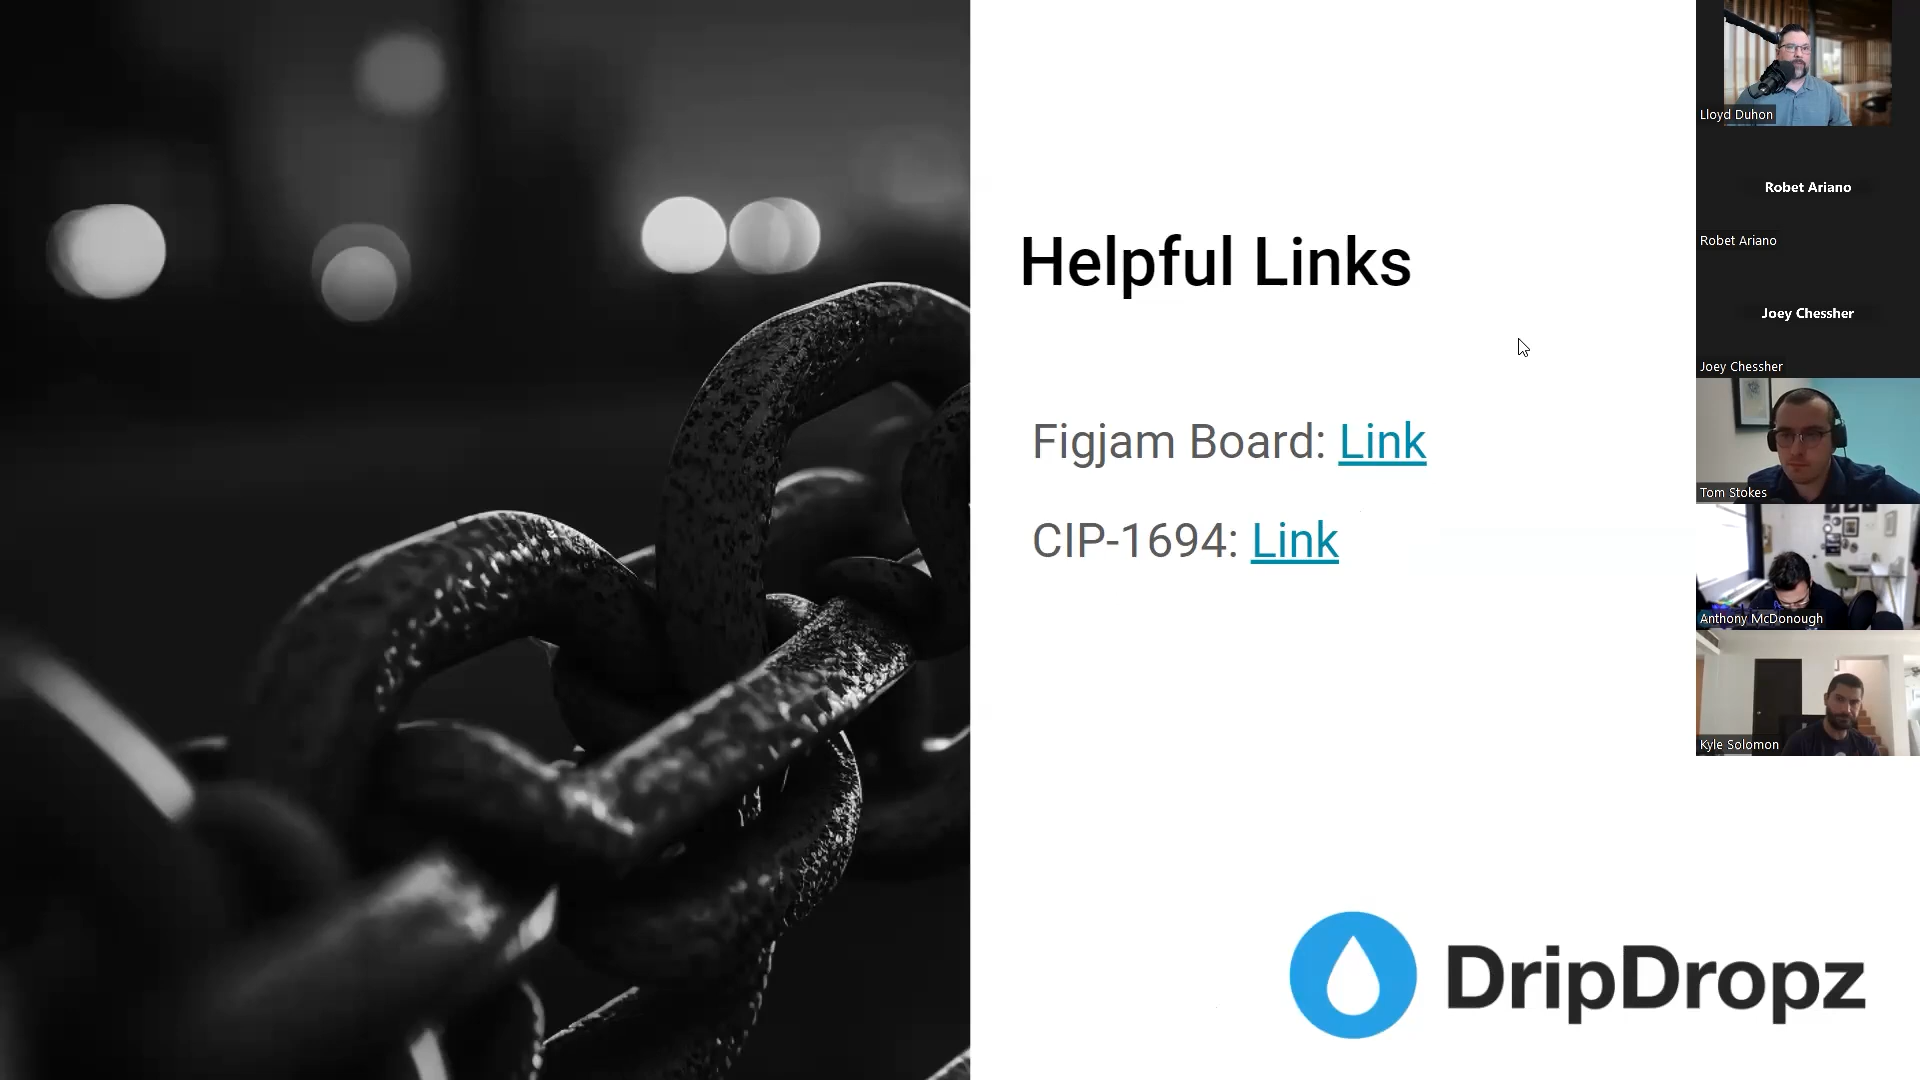 Helpful Links
Figjam Board: Link
CIP-1694: Link
DripDropz
Lloyd Duhon
Robet Ariano
Robet Ariano
Joey Chessher
Joey Chessher
Tom Stokes
Anthony McDonough
Kyle Solomon